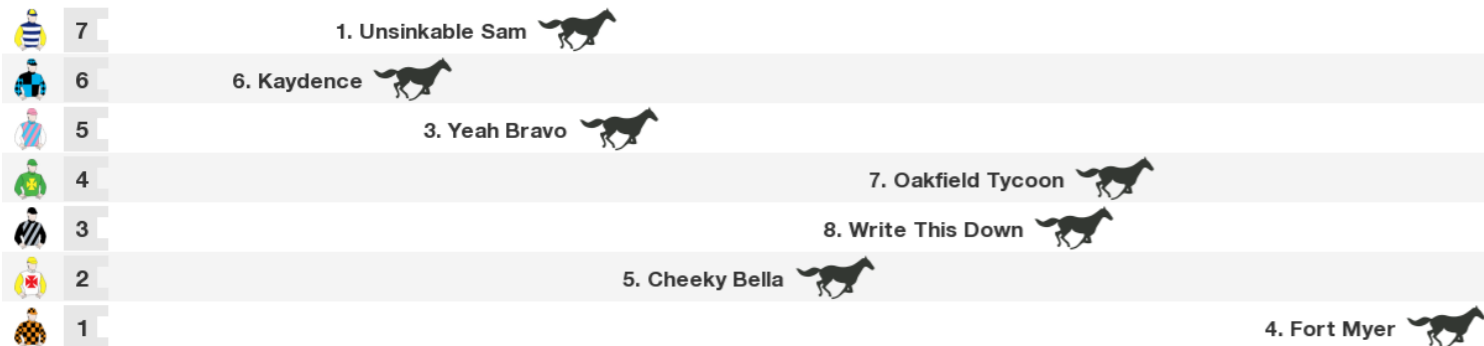 7 1. Unsinkable Sam
6 6. Kaydence
5 3. Yeah Bravo
4 7. Oakfield Tycoon
3 8. Write This Down
2 5. Cheeky Bella
1 4. Fort Myer